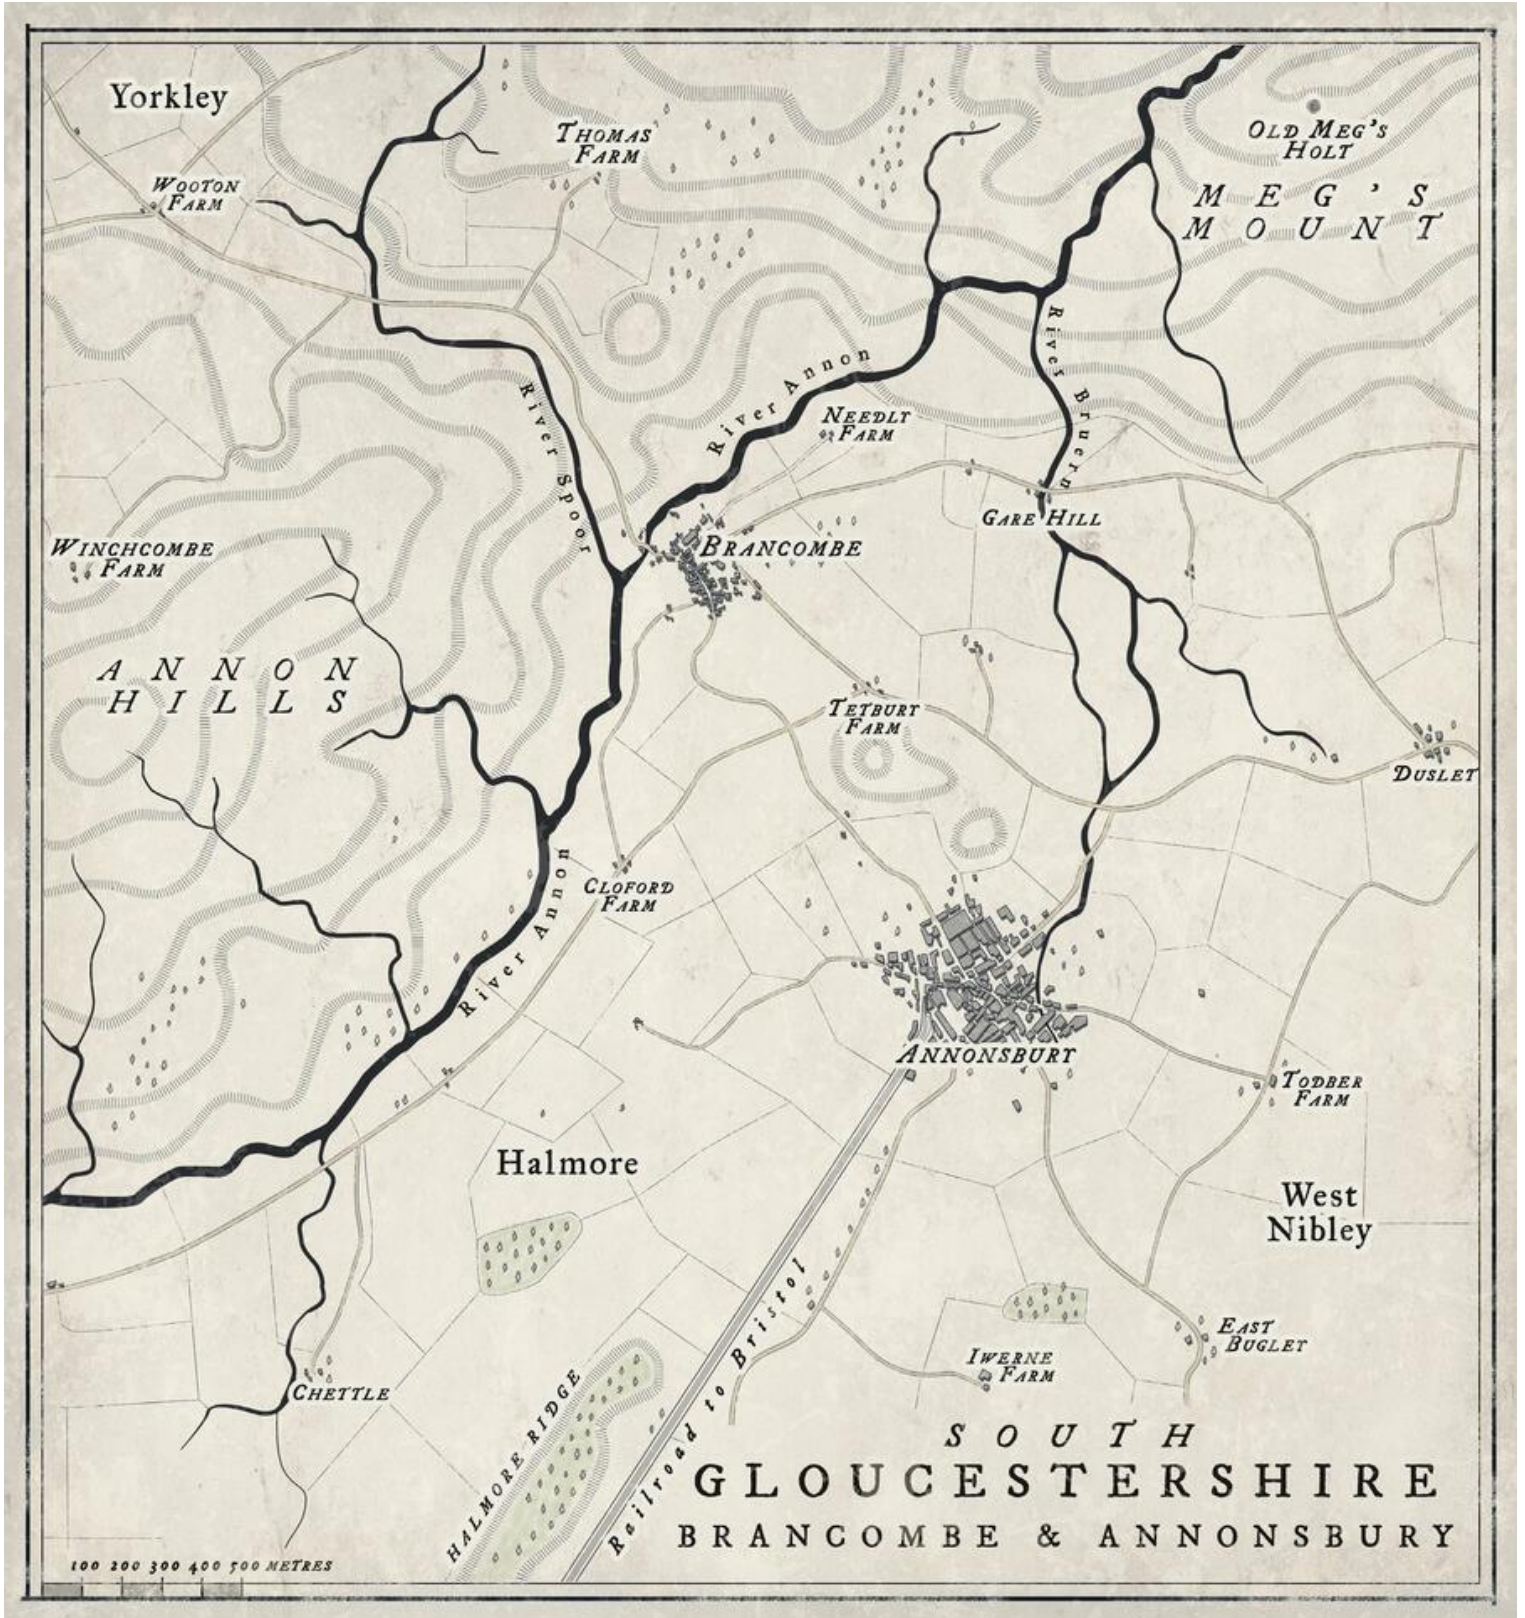 Yorkley
THOMAS
FARM
OLD MEG'S
HOLT
WOOTON
FARM
MEG'S
MOUNT
River Annon
River Bruern
River Spoor
NEEDLY
FARM
GARE HILL
WINCHCOMBE
FARM
BRANCOMBE
ANNON
HILLS
TETBURY
FARM
DUSLET
CLOFORD
FARM
River Annon
ANNONSBURY
TODBER
FARM
Halmore
West
Nibley
EAST
BUGLET
IWERNE
FARM
CHETTLE
HALMORE RIDGE
Railroad to Bristol
SOUTH
GLOUCESTERSHIRE
BRANCOMBE & ANNONSBURY
100 200 300 400 500 METRES